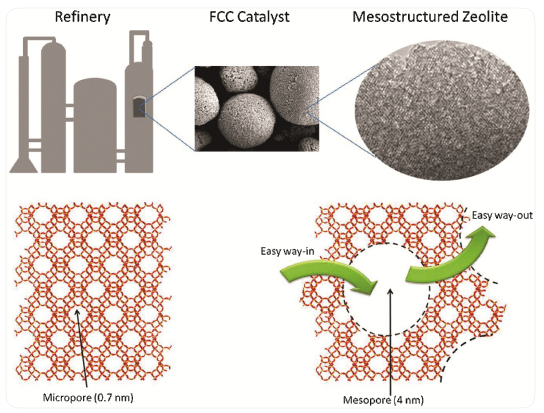 Refinery
FCC Catalyst
Mesostructured Zeolite
Easy way-out
Easy way-in
Micropore (0.7 nm)
Mesopore (4 nm)